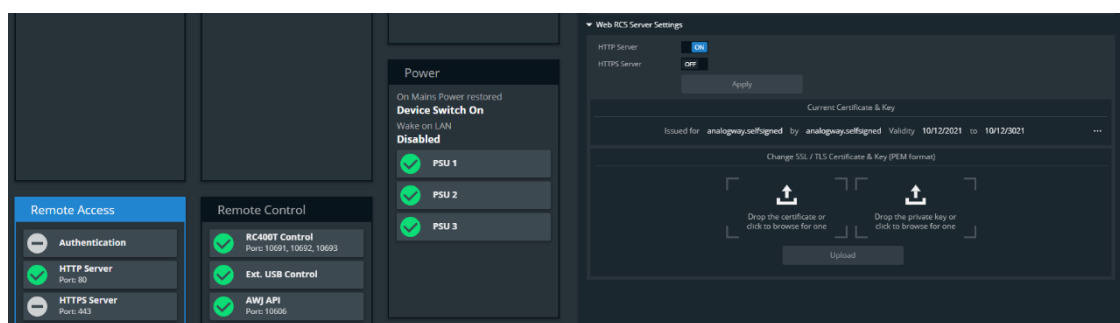 Power
On Mains Power restored
Device Switch On
Wake on LAN
Disabled
PSU 1
PSU 2
PSU 3
Remote Access
Authentication
HTTP Server
Port: 80
HTTPS Server
Port: 443
Remote Control
RC400T Control
Port: 10691, 10692, 10693
Ext. USB Control
AWJ API
Port: 10606
Web RCS Server Settings
HTTP Server ON
HTTPS Server OFF
Apply
Current Certificate & Key
Issued for analogway.selfsigned by analogway.selfsigned Validity 10/12/2021 to 10/12/3021 ...
Change SSL / TLS Certificate & Key (PEM format)
Drop the certificate or
click to browse for one
Drop the private key or
click to browse for one
Upload